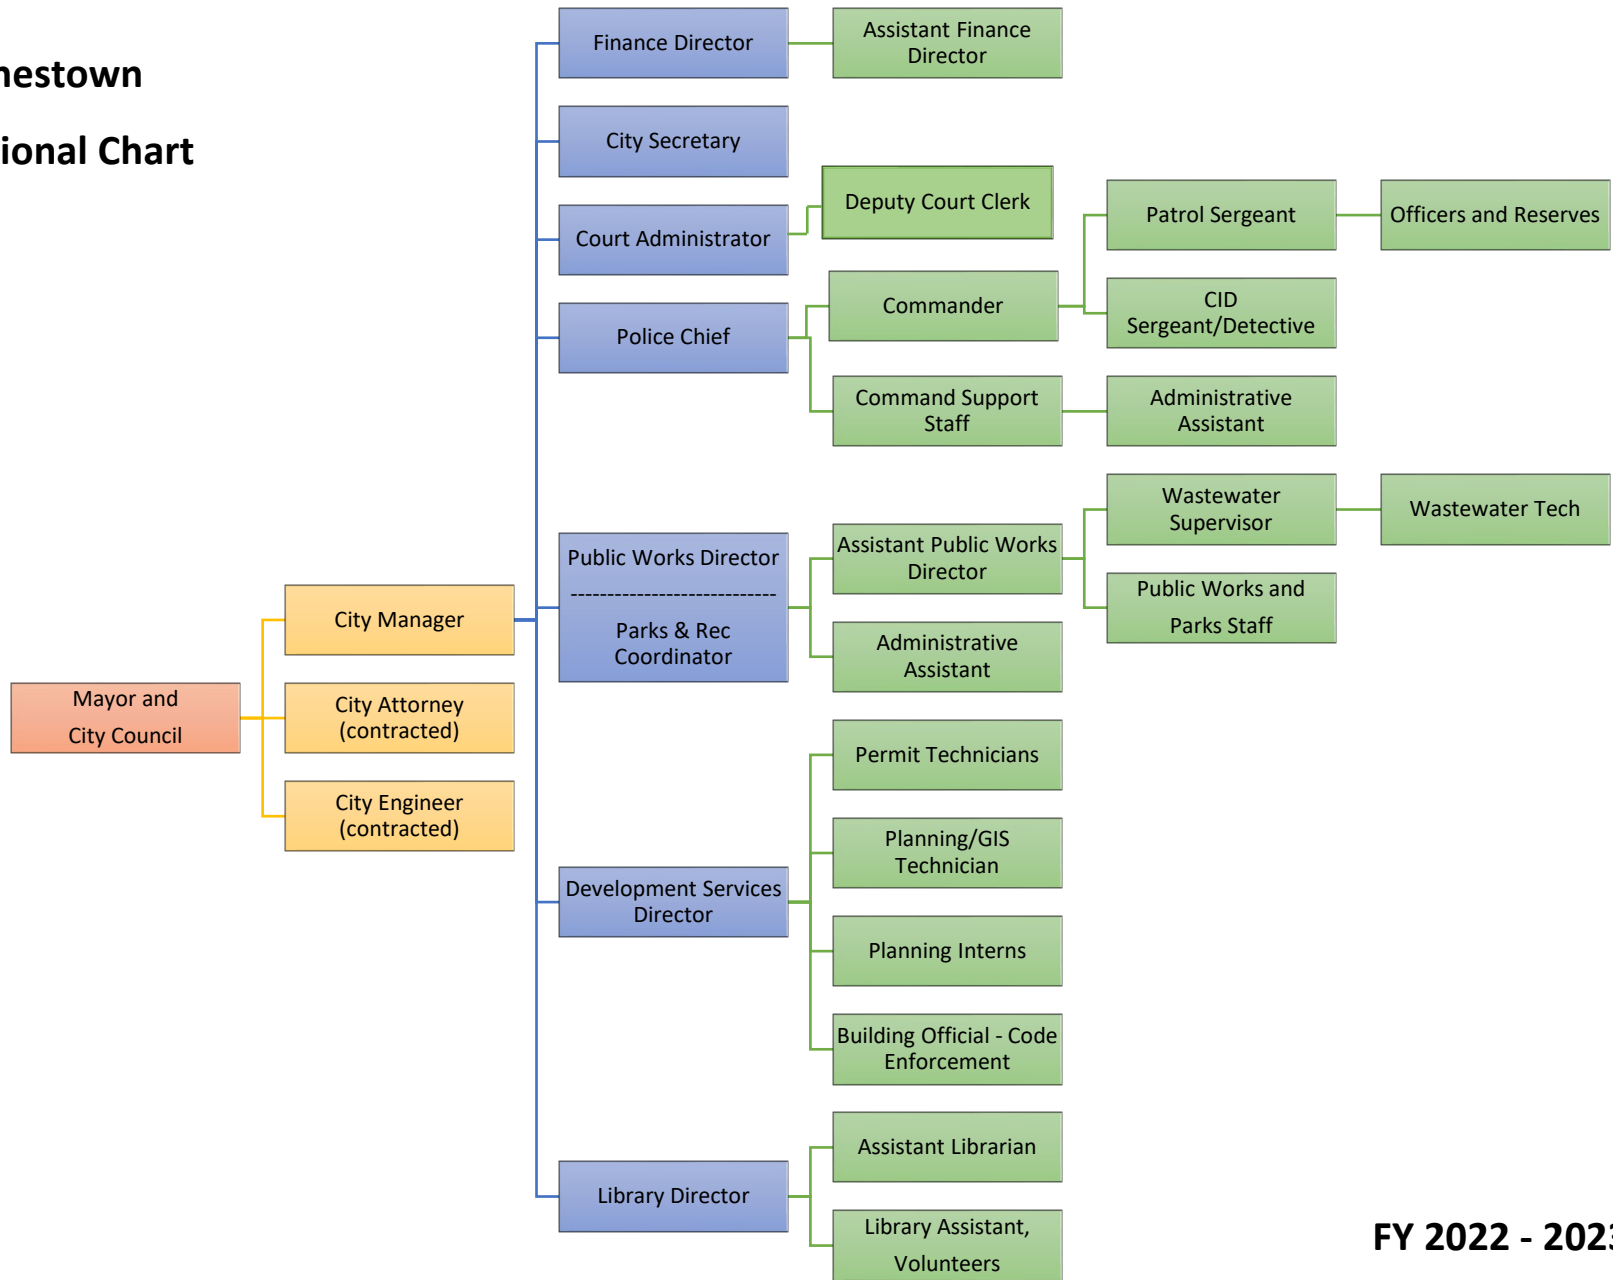 nestown
ional Chart
Finance Director
Assistant Finance
Director
City Secretary
Court Administrator
Deputy Court Clerk
Police Chief
Commander
Patrol Sergeant
Officers and Reserves
CID
Sergeant/Detective
Command Support
Staff
Administrative
Assistant
Public Works Director
----------------------------
Parks & Rec
Coordinator
Assistant Public Works
Director
Wastewater
Supervisor
Wastewater Tech
Public Works and
Parks Staff
Administrative
Assistant
Mayor and
City Council
City Manager
City Attorney
(contracted)
City Engineer
(contracted)
Development Services
Director
Permit Technicians
Planning/GIS
Technician
Planning Interns
Building Official - Code
Enforcement
Library Director
Assistant Librarian
Library Assistant,
Volunteers
FY 2022 - 2023